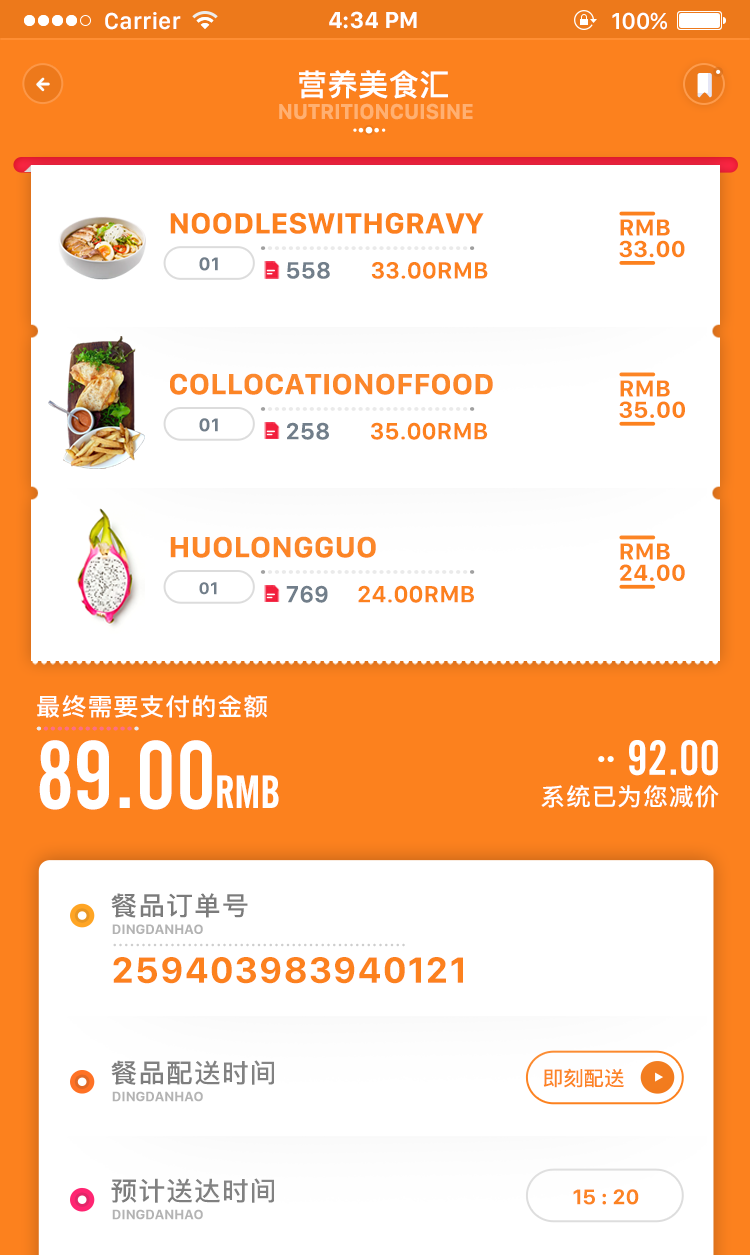 Carrier 4:34 PM 100%
营养美食汇
NUTRITIONCUISINE
NOODLESWITHGRAVY
01 558 33.00RMB
RMB
33.00
COLLOCATIONOFFOOD
01 258 35.00RMB
RMB
35.00
HUOLONGGUO
01 769 24.00RMB
RMB
24.00
最终需要支付的金额
89.00RMB
92.00
系统已为您减价
餐品订单号
DINGDANHAO
259403983940121
餐品配送时间
DINGDANHAO
即刻配送
预计送达时间
DINGDANHAO
15 : 20